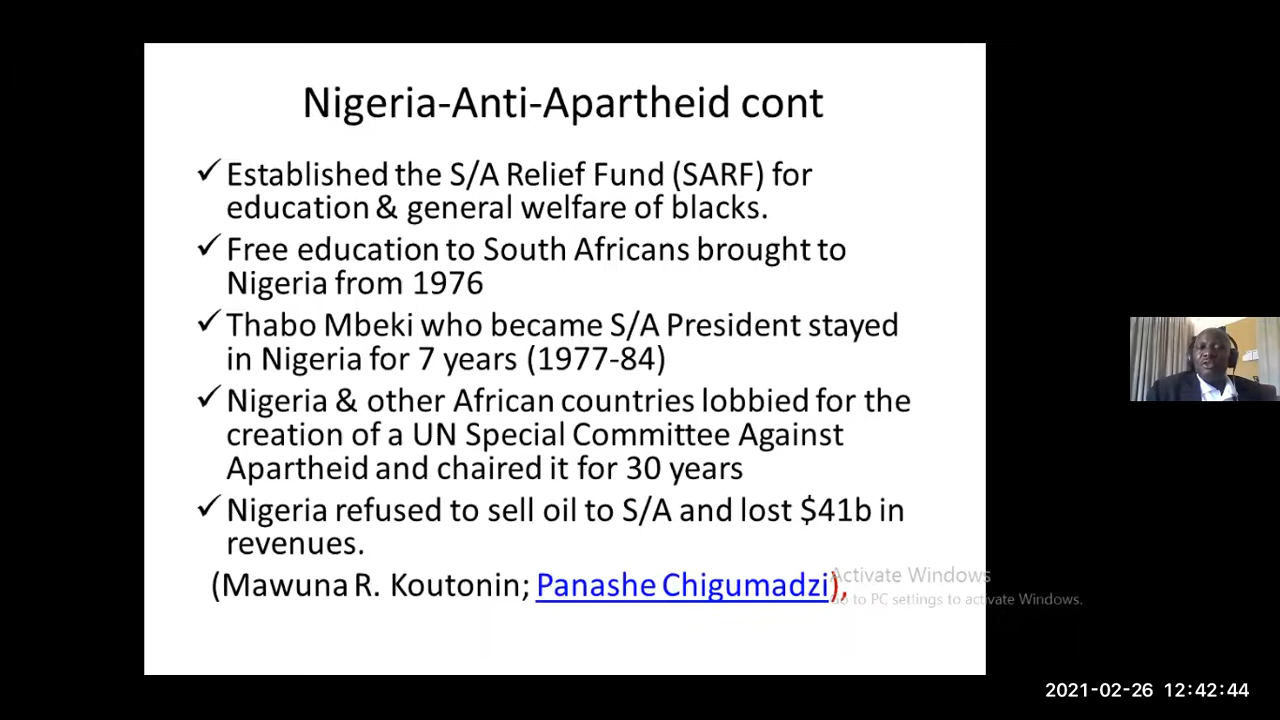 Nigeria-Anti-Apartheid cont
✓ Established the S/A Relief Fund (SARF) for
education & general welfare of blacks.
✓ Free education to South Africans brought to
Nigeria from 1976
✓ Thabo Mbeki who became S/A President stayed
in Nigeria for 7 years (1977-84)
✓ Nigeria & other African countries lobbied for the
creation of a UN Special Committee Against
Apartheid and chaired it for 30 years
✓ Nigeria refused to sell oil to S/A and lost $41b in
revenues.
(Mawuna R. Koutonin; Panashe Chigumadzi),
Activate Windows
Go to PC settings to activate Windows.
2021-02-26 12:42:44